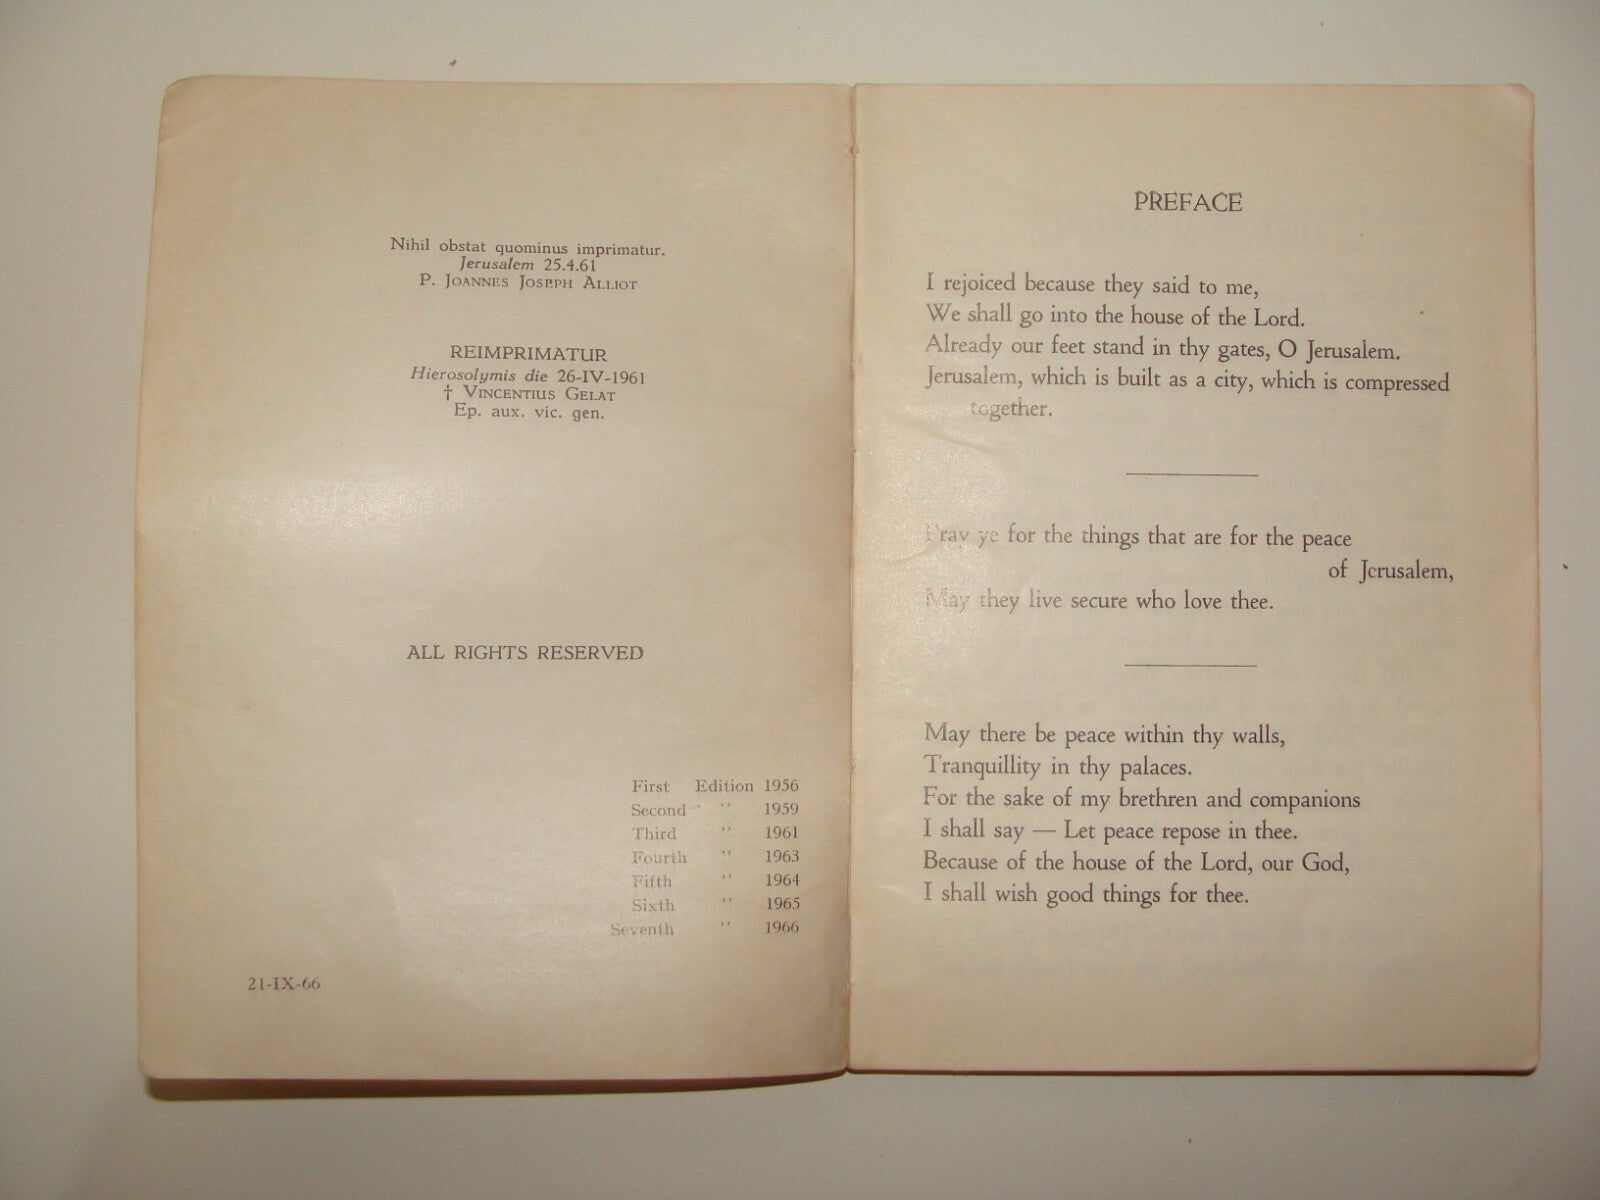 Nihil obstat quominus imprimatur.
Jerusalem 25.4.61
P. JOANNES JOSEPH ALLIOT
REIMPRIMATUR
Hierosolymis die 26-IV-1961
† VINCENTIUS GELAT
Ep. aux. vic. gen.
ALL RIGHTS RESERVED
First Edition 1956
Second " 1959
Third " 1961
Fourth " 1963
Fifth " 1964
Sixth " 1965
Seventh " 1966
21-IX-66
PREFACE
I rejoiced because they said to me,
We shall go into the house of the Lord.
Already our feet stand in thy gates, O Jerusalem.
Jerusalem, which is built as a city, which is compressed
together.
Pray ye for the things that are for the peace
of Jerusalem,
May they live secure who love thee.
May there be peace within thy walls,
Tranquillity in thy palaces.
For the sake of my brethren and companions
I shall say — Let peace repose in thee.
Because of the house of the Lord, our God,
I shall wish good things for thee.